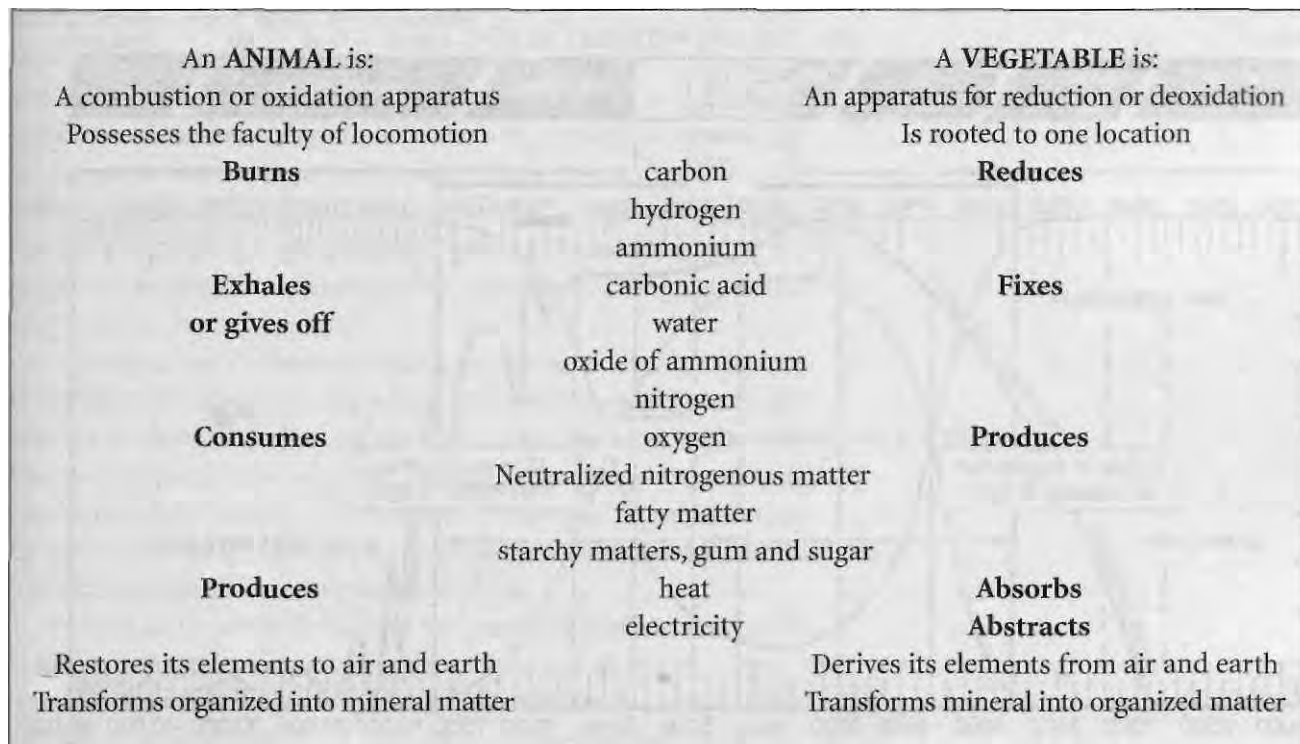 An ANIMAL is: A VEGETABLE is:
A combustion or oxidation apparatus An apparatus for reduction or deoxidation
Possesses the faculty of locomotion Is rooted to one location
Burns carbon Reduces
hydrogen
ammonium
Exhales carbonic acid Fixes
or gives off water
oxide of ammonium
nitrogen
Consumes oxygen Produces
Neutralized nitrogenous matter
fatty matter
starchy matters, gum and sugar
Produces heat Absorbs
electricity Abstracts
Restores its elements to air and earth Derives its elements from air and earth
Transforms organized into mineral matter Transforms mineral into organized matter